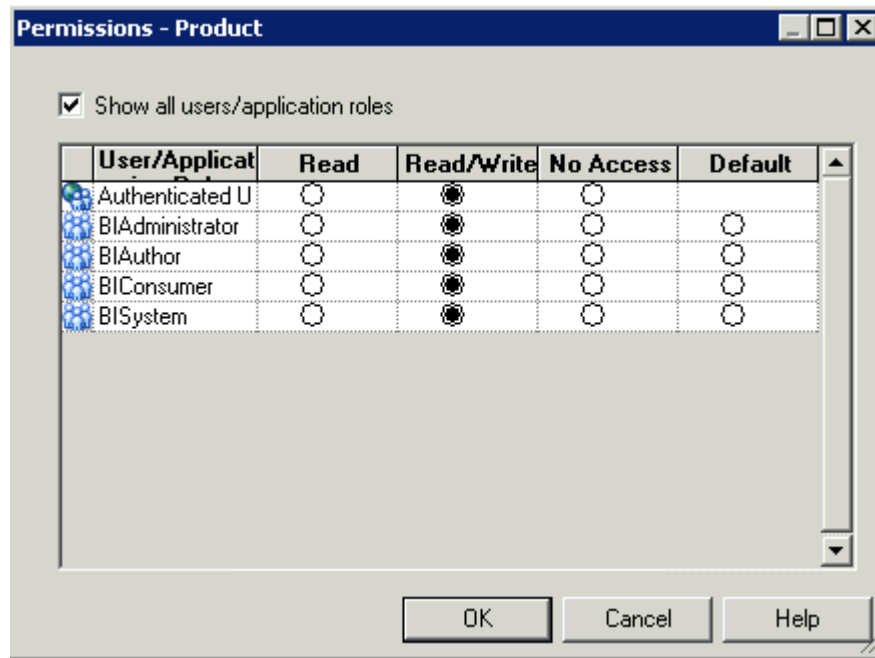 Permissions - Product
Show all users/application roles
User/Applicat Read Read/Write No Access Default
Authenticated U
BIAdministrator
BIAuthor
BIConsumer
BISystem
OK Cancel Help